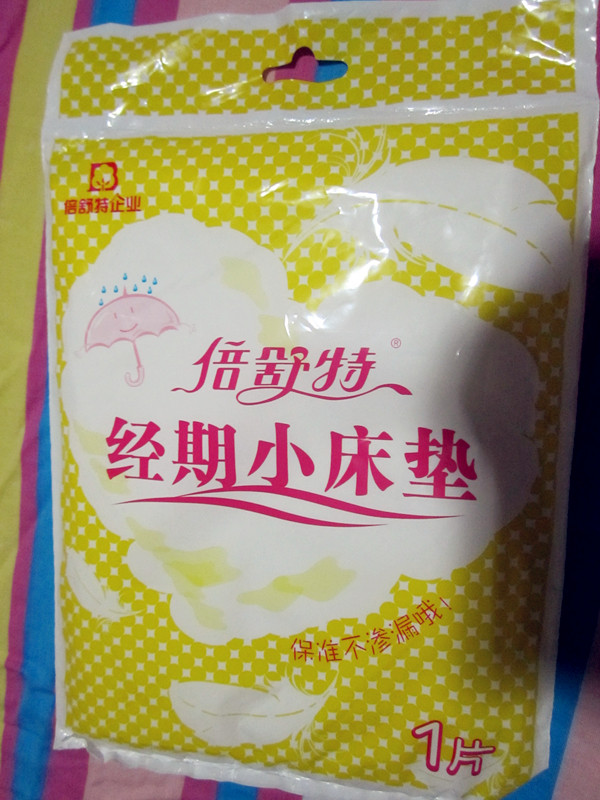 倍舒特企业
倍舒特®
经期小床垫
保准不渗漏哦！
1片